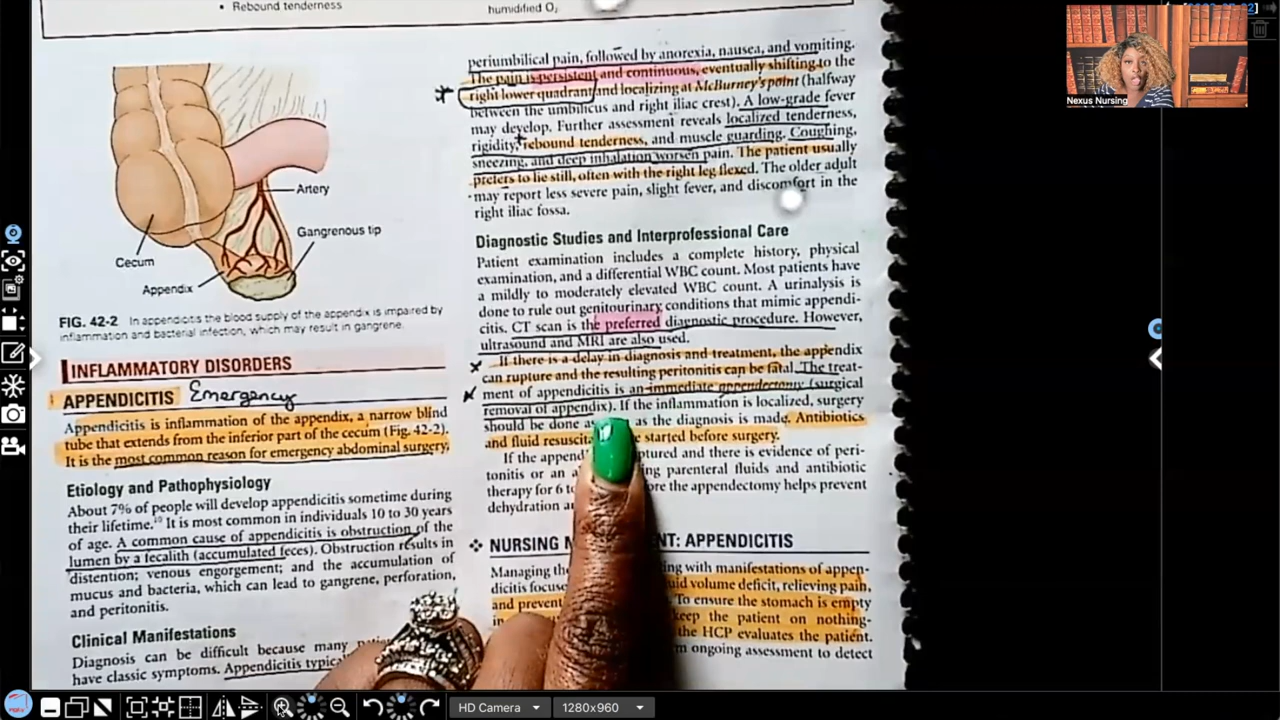 • Rebound tenderness
humidified O₂
Artery
Gangrenous tip
Cecum
Appendix
FIG. 42-2 In appendicitis the blood supply of the appendix is impaired by
inflammation and bacterial infection, which may result in gangrene.
INFLAMMATORY DISORDERS
APPENDICITIS Emergency
Appendicitis is inflammation of the appendix, a narrow blind
tube that extends from the inferior part of the cecum (Fig. 42-2).
It is the most common reason for emergency abdominal surgery.
Etiology and Pathophysiology
About 7% of people will develop appendicitis sometime during
their lifetime.¹⁰ It is most common in individuals 10 to 30 years
of age. A common cause of appendicitis is obstruction of the
lumen by a fecalith (accumulated feces). Obstruction results in
distention; venous engorgement; and the accumulation of
mucus and bacteria, which can lead to gangrene, perforation,
and peritonitis.
Clinical Manifestations
Diagnosis can be difficult because many
have classic symptoms. Appendicitis
periumbilical pain, followed by anorexia, nausea, and vomiting.
The pain is persistent and continuous, eventually shifting to the
right lower quadrant and localizing at McBurney's point (halfway
between the umbilicus and right iliac crest). A low-grade fever
may develop. Further assessment reveals localized tenderness,
rigidity, rebound tenderness, and muscle guarding. Coughing,
sneezing, and deep inhalation worsen pain. The patient usually
prefers to lie still, often with the right leg flexed. The older adult
may report less severe pain, slight fever, and discomfort in the
right iliac fossa.
Diagnostic Studies and Interprofessional Care
Patient examination includes a complete history, physical
examination, and a differential WBC count. Most patients have
a mildly to moderately elevated WBC count. A urinalysis is
done to rule out genitourinary conditions that mimic appendi-
citis. CT scan is the preferred diagnostic procedure. However,
ultrasound and MRI are also used.
If there is a delay in diagnosis and treatment, the appendix
can rupture and the resulting peritonitis can be fatal. The treat-
ment of appendicitis is an immediate appendectomy (surgical
removal of appendix). If the inflammation is localized, surgery
should be done as the diagnosis is made. Antibiotics
and fluid started before surgery.
If the and there is evidence of peri-
tonitis or an parenteral fluids and antibiotic
therapy for 6 the appendectomy helps prevent
dehydration
NURSING : APPENDICITIS
Managing with manifestations of appen-
dicitis volume deficit, relieving pain,
and To ensure the stomach is empty
keep the patient on nothing-
the HCP evaluates the patient.
ongoing assessment to detect
Nexus Nursing
HD Camera
1280x960